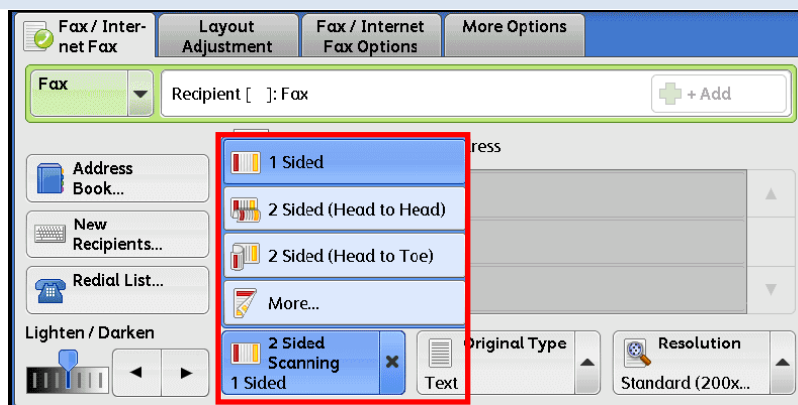 Fax / Inter-
net Fax
Layout
Adjustment
Fax / Internet
Fax Options
More Options
Fax
Recipient [ ]: Fax
+ Add
ress
Address
Book...
New
Recipients...
Redial List...
1 Sided
2 Sided (Head to Head)
2 Sided (Head to Toe)
More...
Lighten / Darken
2 Sided
Scanning
1 Sided
Original Type
Text
Resolution
Standard (200x...